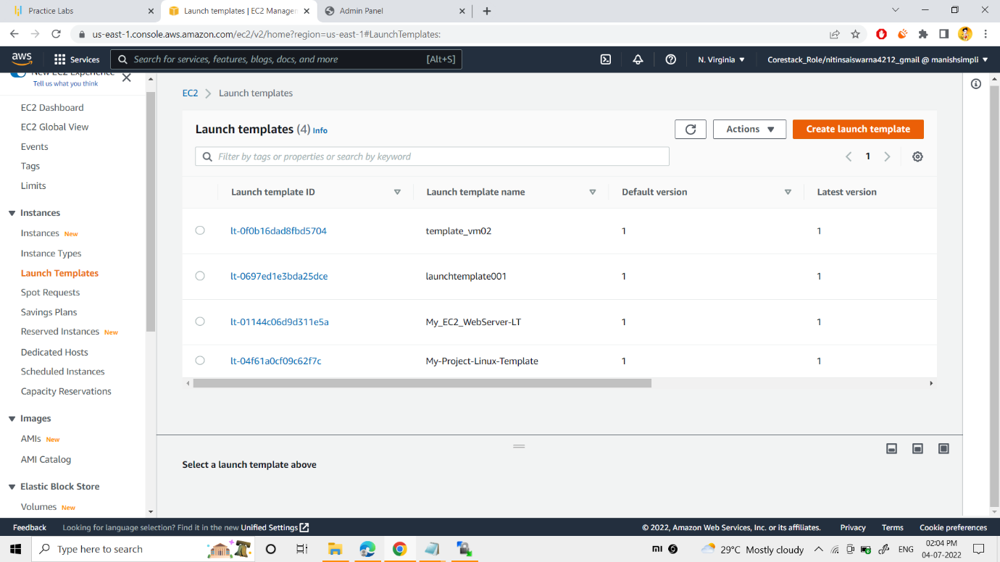 Practice Labs
Launch templates | EC2 Managen
Admin Panel
us-east-1.console.aws.amazon.com/ec2/v2/home?region=us-east-1#LaunchTemplates:
aws
Services
Search for services, features, blogs, docs, and more
[Alt+S]
N. Virginia
Corestack_Role/nitinsaiswarna4212_gmail @ manishsimpli
New EC2 Experience
Tell us what you think
EC2 Dashboard
EC2 Global View
Events
Tags
Limits
Instances
Instances New
Instance Types
Launch Templates
Spot Requests
Savings Plans
Reserved Instances New
Dedicated Hosts
Scheduled Instances
Capacity Reservations
Images
AMIs New
AMI Catalog
Elastic Block Store
Volumes New
EC2 > Launch templates
Launch templates (4) Info
Actions
Create launch template
Filter by tags or properties or search by keyword
1
Launch template ID Launch template name Default version Latest version
lt-0f0b16dad8fbd5704 template_vm02 1 1
lt-0697ed1e3bda25dce launchtemplate001 1 1
lt-01144c06d9d311e5a My_EC2_WebServer-LT 1 1
lt-04f61a0cf09c62f7c My-Project-Linux-Template 1 1
Select a launch template above
Feedback
Looking for language selection? Find it in the new Unified Settings
© 2022, Amazon Web Services, Inc. or its affiliates.
Privacy
Terms
Cookie preferences
Type here to search
29°C Mostly cloudy
ENG
02:04 PM
04-07-2022